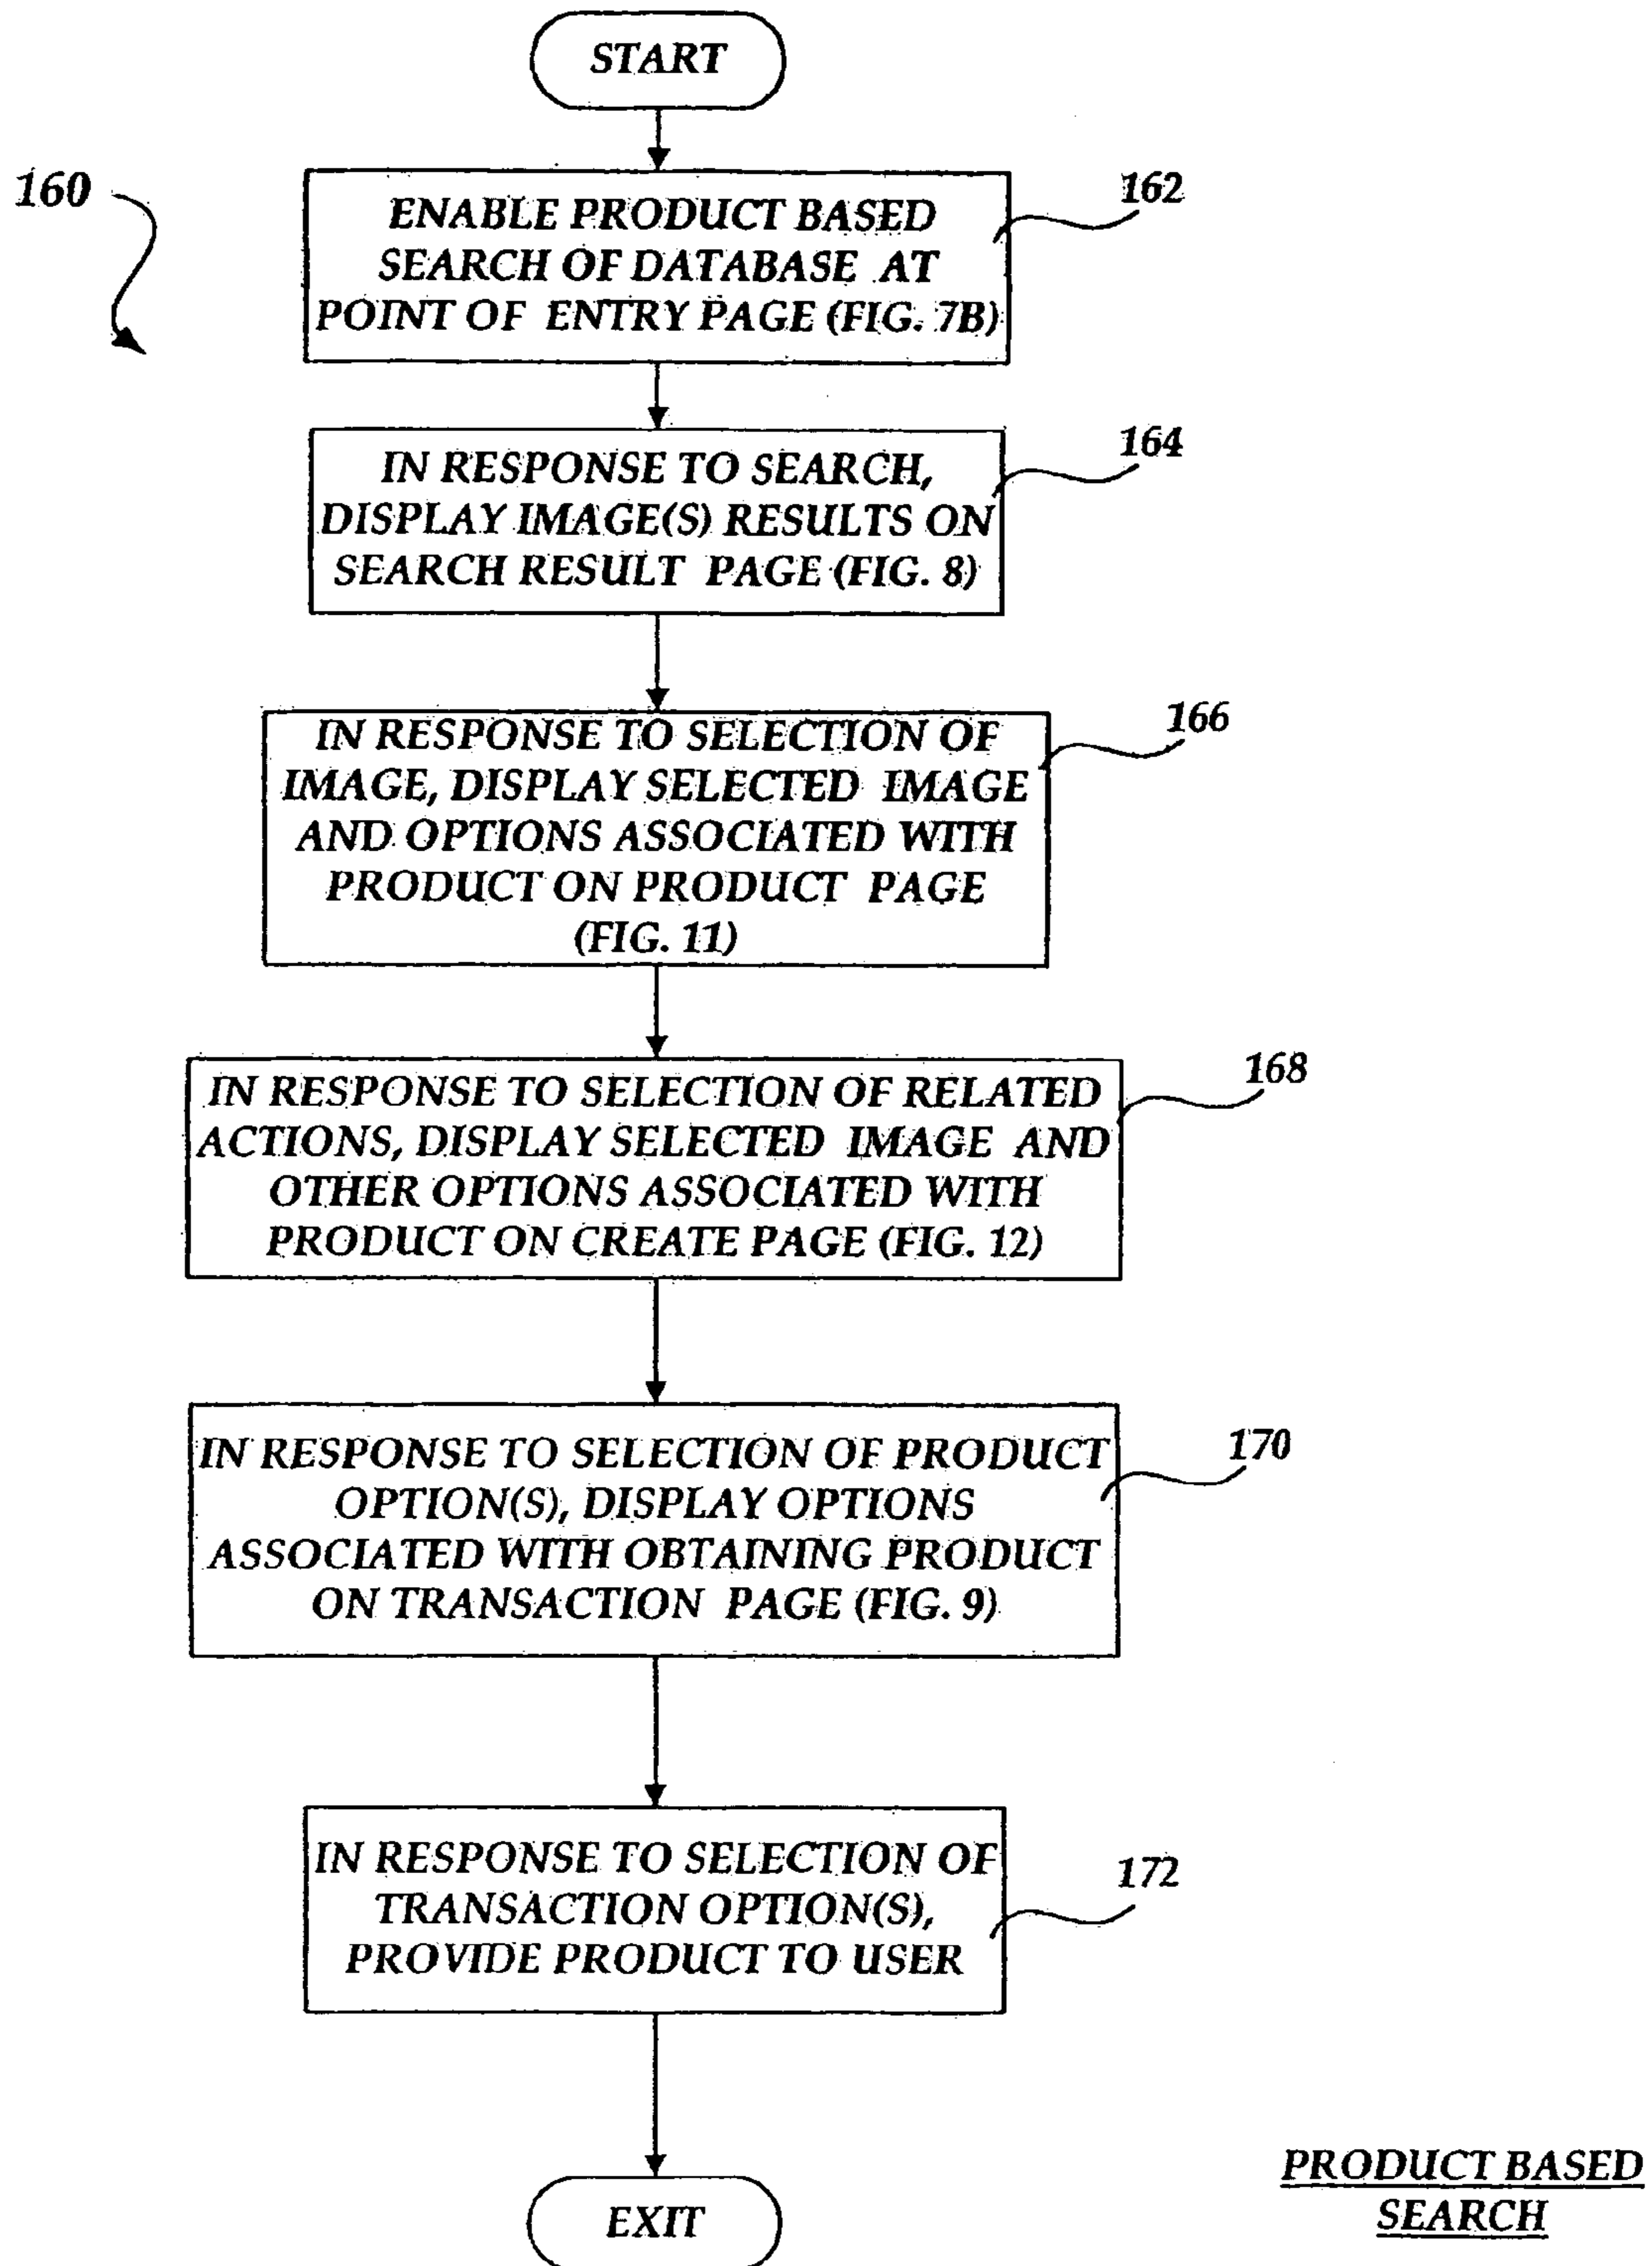 START
160
162
ENABLE PRODUCT BASED
SEARCH OF DATABASE AT
POINT OF ENTRY PAGE (FIG. 7B)
164
IN RESPONSE TO SEARCH,
DISPLAY IMAGE(S) RESULTS ON
SEARCH RESULT PAGE (FIG. 8)
166
IN RESPONSE TO SELECTION OF
IMAGE, DISPLAY SELECTED IMAGE
AND OPTIONS ASSOCIATED WITH
PRODUCT ON PRODUCT PAGE
(FIG. 11)
168
IN RESPONSE TO SELECTION OF RELATED
ACTIONS, DISPLAY SELECTED IMAGE AND
OTHER OPTIONS ASSOCIATED WITH
PRODUCT ON CREATE PAGE (FIG. 12)
170
IN RESPONSE TO SELECTION OF PRODUCT
OPTION(S), DISPLAY OPTIONS
ASSOCIATED WITH OBTAINING PRODUCT
ON TRANSACTION PAGE (FIG. 9)
172
IN RESPONSE TO SELECTION OF
TRANSACTION OPTION(S),
PROVIDE PRODUCT TO USER
EXIT
PRODUCT BASED
SEARCH